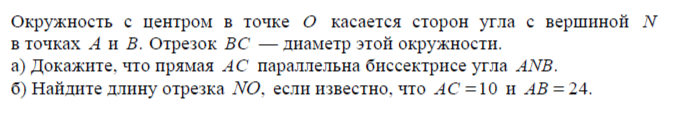 Окружность с центром в точке O касается сторон угла с вершиной N
в точках A и B. Отрезок BC — диаметр этой окружности.
а) Докажите, что прямая AC параллельна биссектрисе угла ANB.
б) Найдите длину отрезка NO, если известно, что AC =10 и AB = 24.